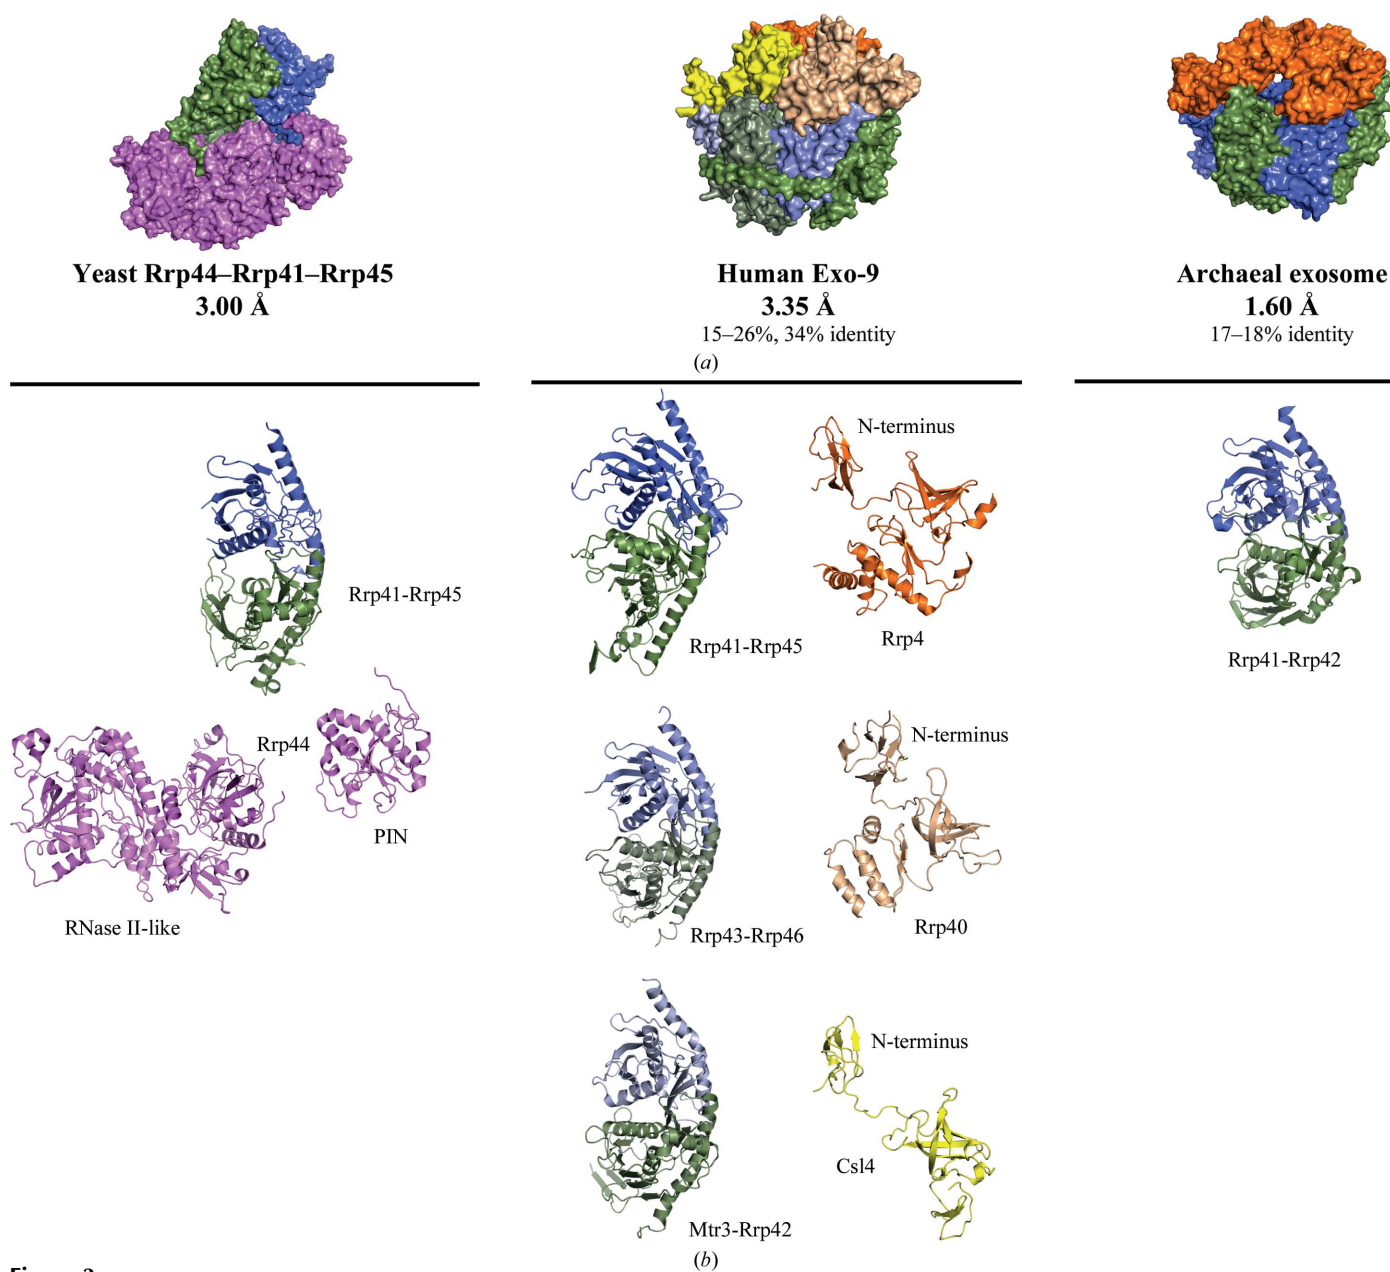 Yeast Rrp44–Rrp41–Rrp45
3.00 Å
Human Exo-9
3.35 Å
15–26%, 34% identity
Archaeal exosome
1.60 Å
17–18% identity
(a)
Rrp41-Rrp45
Rrp44
PIN
RNase II-like
Rrp41-Rrp45
N-terminus
Rrp4
Rrp43-Rrp46
N-terminus
Rrp40
Mtr3-Rrp42
N-terminus
Csl4
Rrp41-Rrp42
(b)